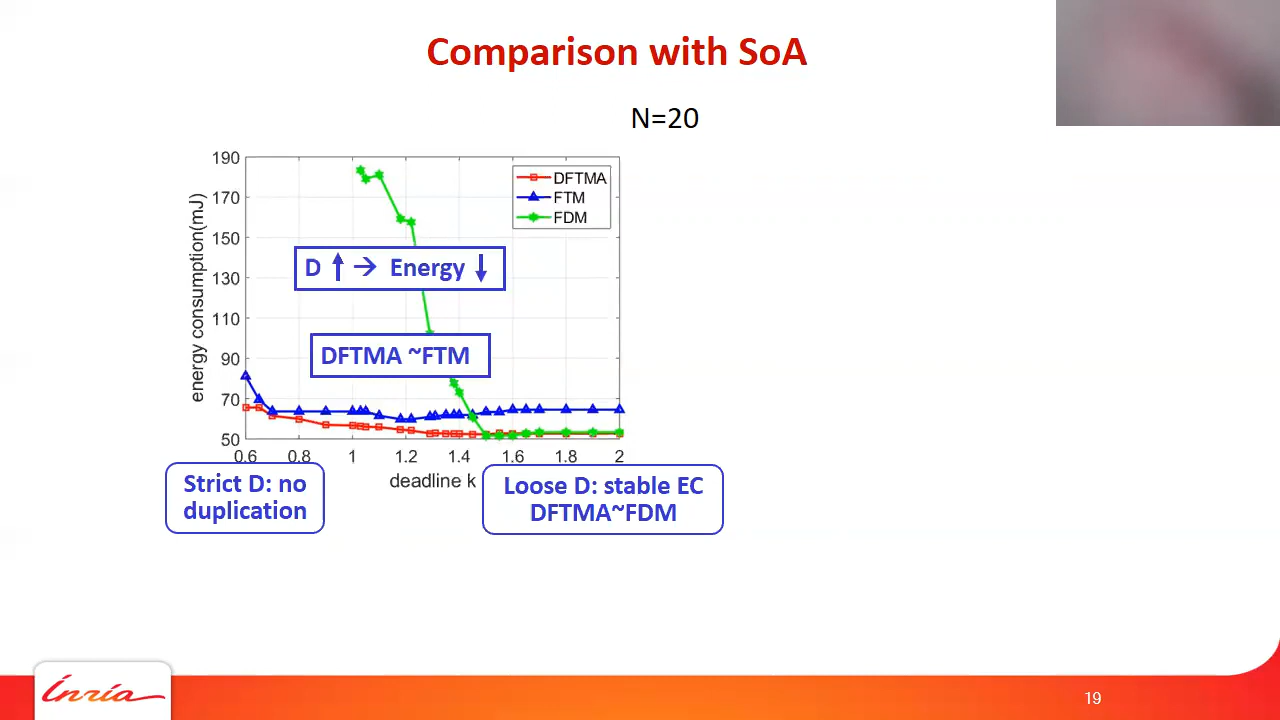 Comparison with SoA
N=20
190
170
150
130
110
90
70
50
energy consumption(mJ)
DFTMA
FTM
FDM
D ↑ → Energy ↓
DFTMA ~FTM
0.6 0.8 1 1.2 1.4 1.6 1.8 2
deadline k
Strict D: no
duplication
Loose D: stable EC
DFTMA~FDM
Inria
19